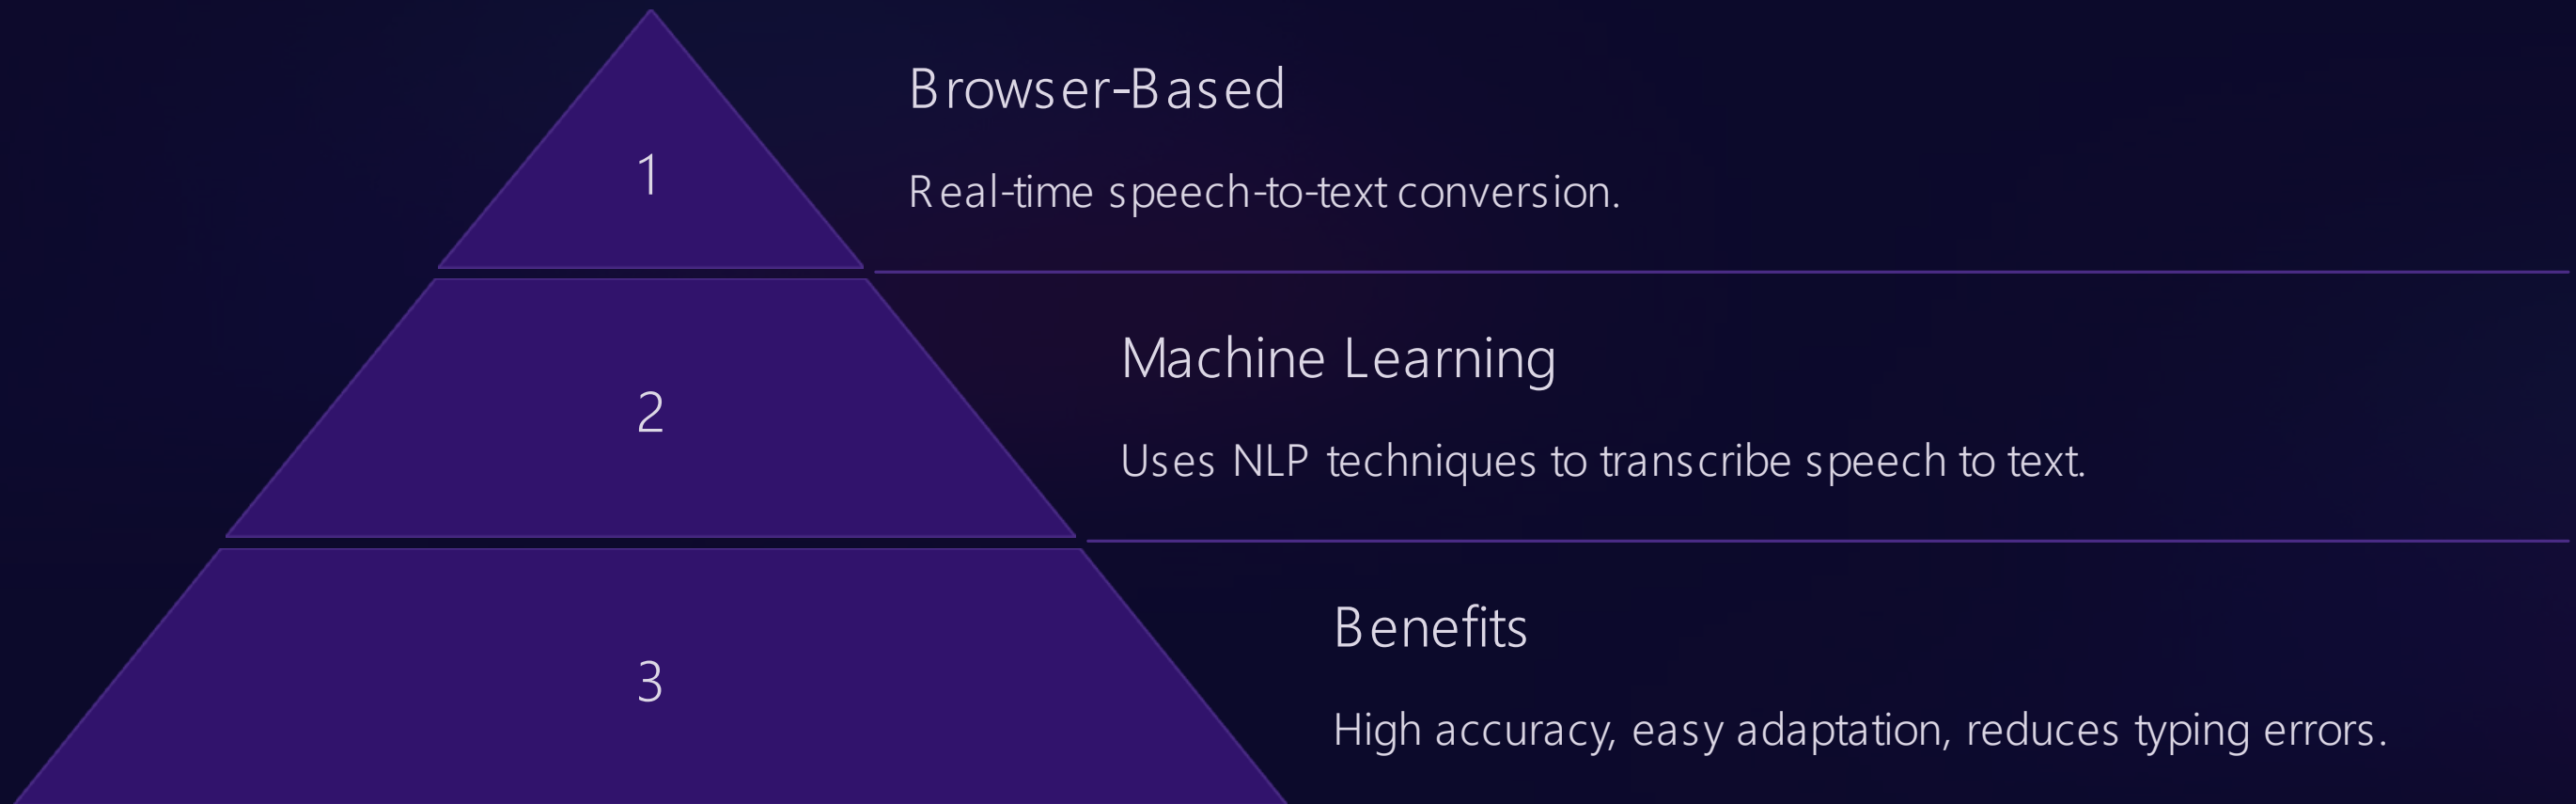 1
Browser-Based
Real-time speech-to-text conversion.
2
Machine Learning
Uses NLP techniques to transcribe speech to text.
3
Benefits
High accuracy, easy adaptation, reduces typing errors.